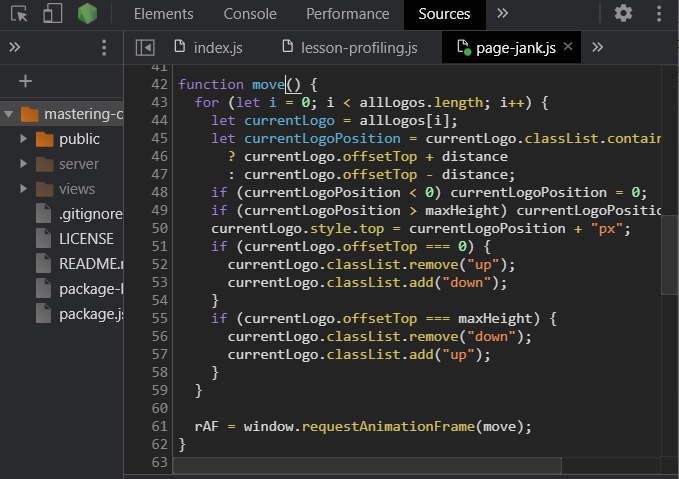 Elements Console Performance Sources »
» index.js lesson-profiling.js page-jank.js × »
+
mastering-c
public
server
views
.gitignore
LICENSE
README.
package-
package.js
41
42 function move() {
43 for (let i = 0; i < allLogos.length; i++) {
44 let currentLogo = allLogos[i];
45 let currentLogoPosition = currentLogo.classList.contain
46 ? currentLogo.offsetTop + distance
47 : currentLogo.offsetTop - distance;
48 if (currentLogoPosition < 0) currentLogoPosition = 0;
49 if (currentLogoPosition > maxHeight) currentLogoPositio
50 currentLogo.style.top = currentLogoPosition + "px";
51 if (currentLogo.offsetTop === 0) {
52 currentLogo.classList.remove("up");
53 currentLogo.classList.add("down");
54 }
55 if (currentLogo.offsetTop === maxHeight) {
56 currentLogo.classList.remove("down");
57 currentLogo.classList.add("up");
58 }
59 }
60
61 rAF = window.requestAnimationFrame(move);
62 }
63